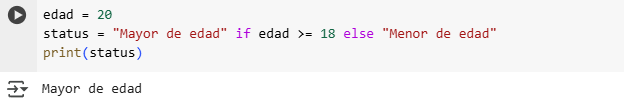 edad = 20
status = "Mayor de edad" if edad >= 18 else "Menor de edad"
print(status)
Mayor de edad